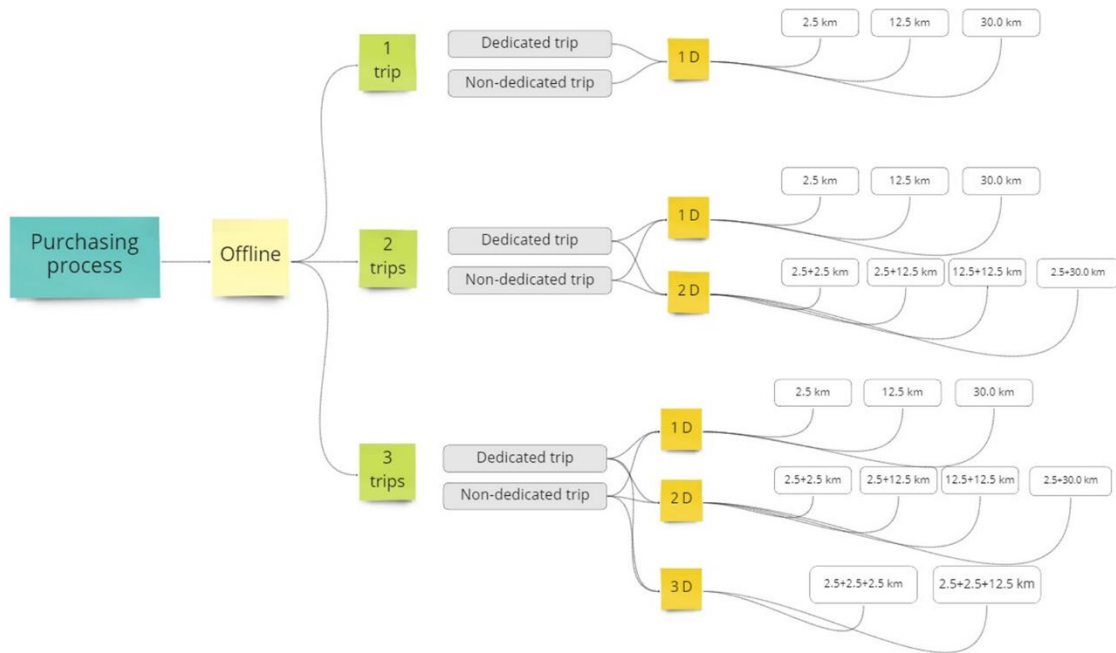 Purchasing
process
Offline
1
trip
Dedicated trip
Non-dedicated trip
1 D
2.5 km
12.5 km
30.0 km
2
trips
Dedicated trip
Non-dedicated trip
1 D
2.5 km
12.5 km
30.0 km
2 D
2.5+2.5 km
2.5+12.5 km
12.5+12.5 km
2.5+30.0 km
3
trips
Dedicated trip
Non-dedicated trip
1 D
2.5 km
12.5 km
30.0 km
2 D
2.5+2.5 km
2.5+12.5 km
12.5+12.5 km
2.5+30.0 km
3 D
2.5+2.5+2.5 km
2.5+2.5+12.5 km